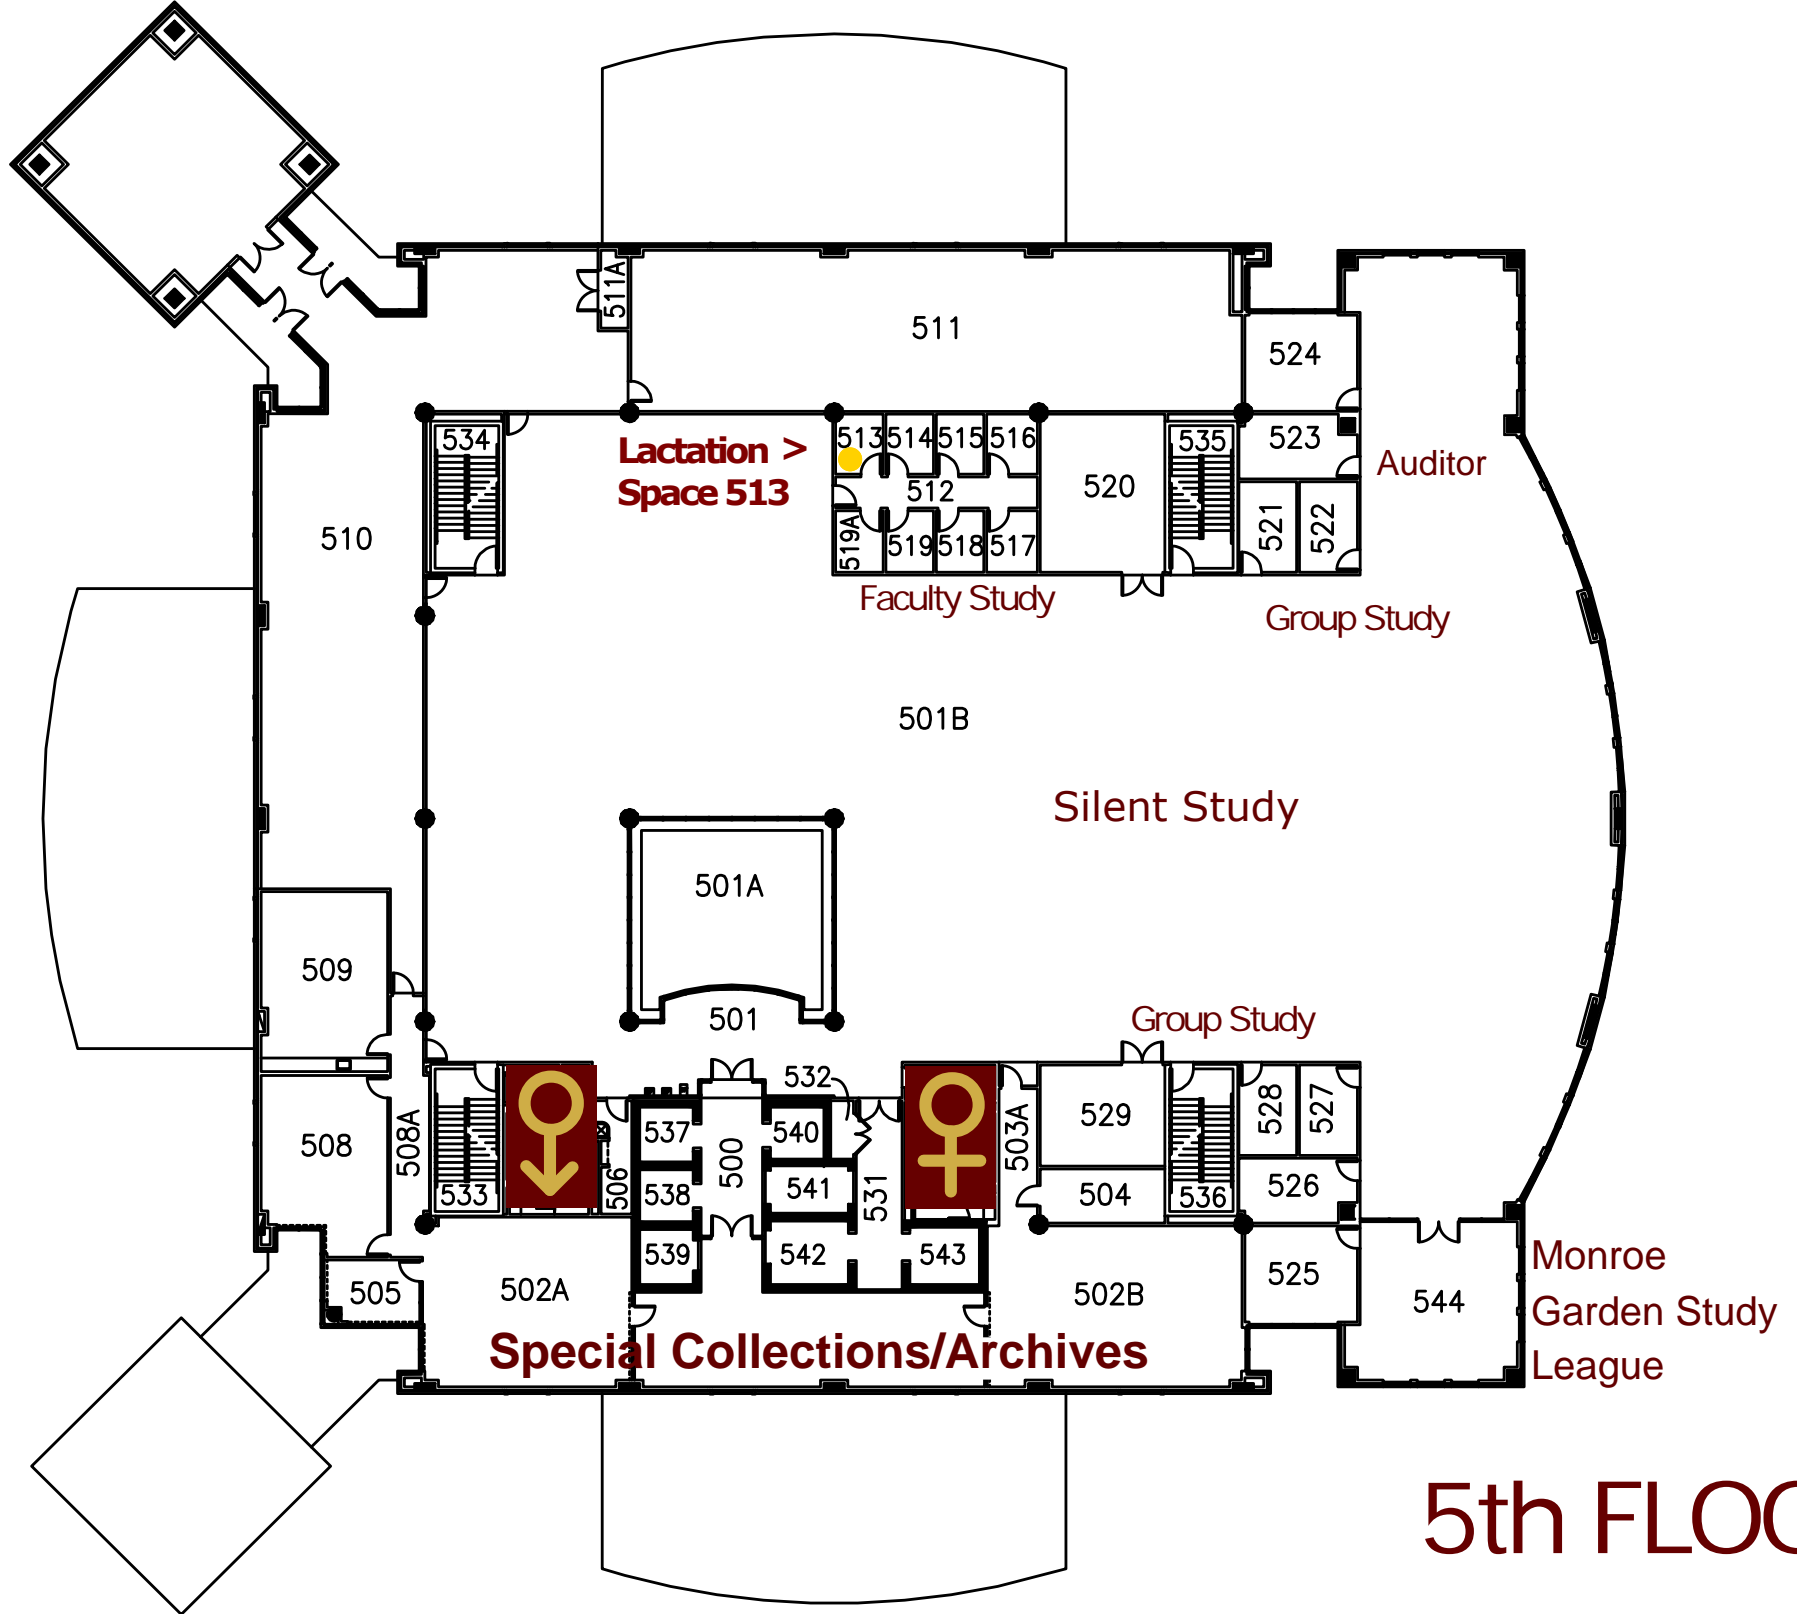 511A
511
524
534
Lactation >
Space 513
513
514
515
516
535
523
Auditor
512
520
510
519A
519
518
517
521
522
Faculty Study
Group Study
501B
Silent Study
501A
509
501
Group Study
532
537
540
529
528
527
508
508A
500
503A
533
506
538
541
531
504
536
526
539
542
543
505
502A
502B
525
544
Monroe
Garden Study
League
Special Collections/Archives
5th FLOO